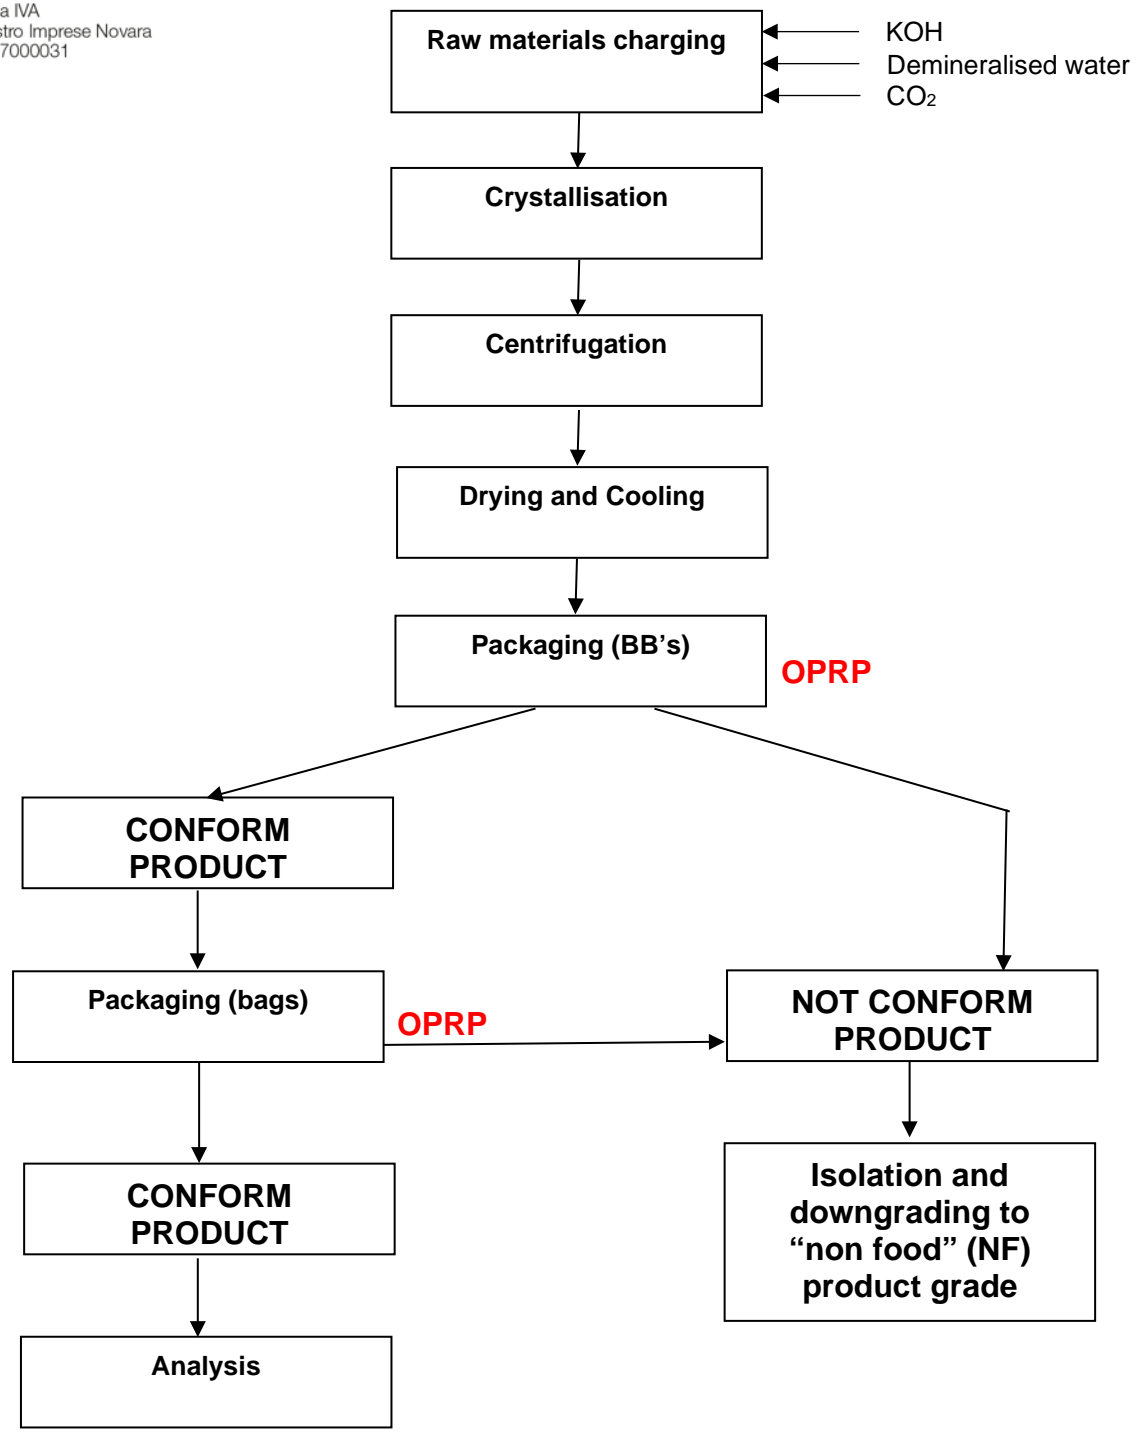 a IVA
stro Imprese Novara
7000031
Raw materials charging
KOH
Demineralised water
CO₂
Crystallisation
Centrifugation
Drying and Cooling
Packaging (BB’s)
OPRP
CONFORM
PRODUCT
Packaging (bags)
OPRP
NOT CONFORM
PRODUCT
CONFORM
PRODUCT
Isolation and
downgrading to
“non food” (NF)
product grade
Analysis